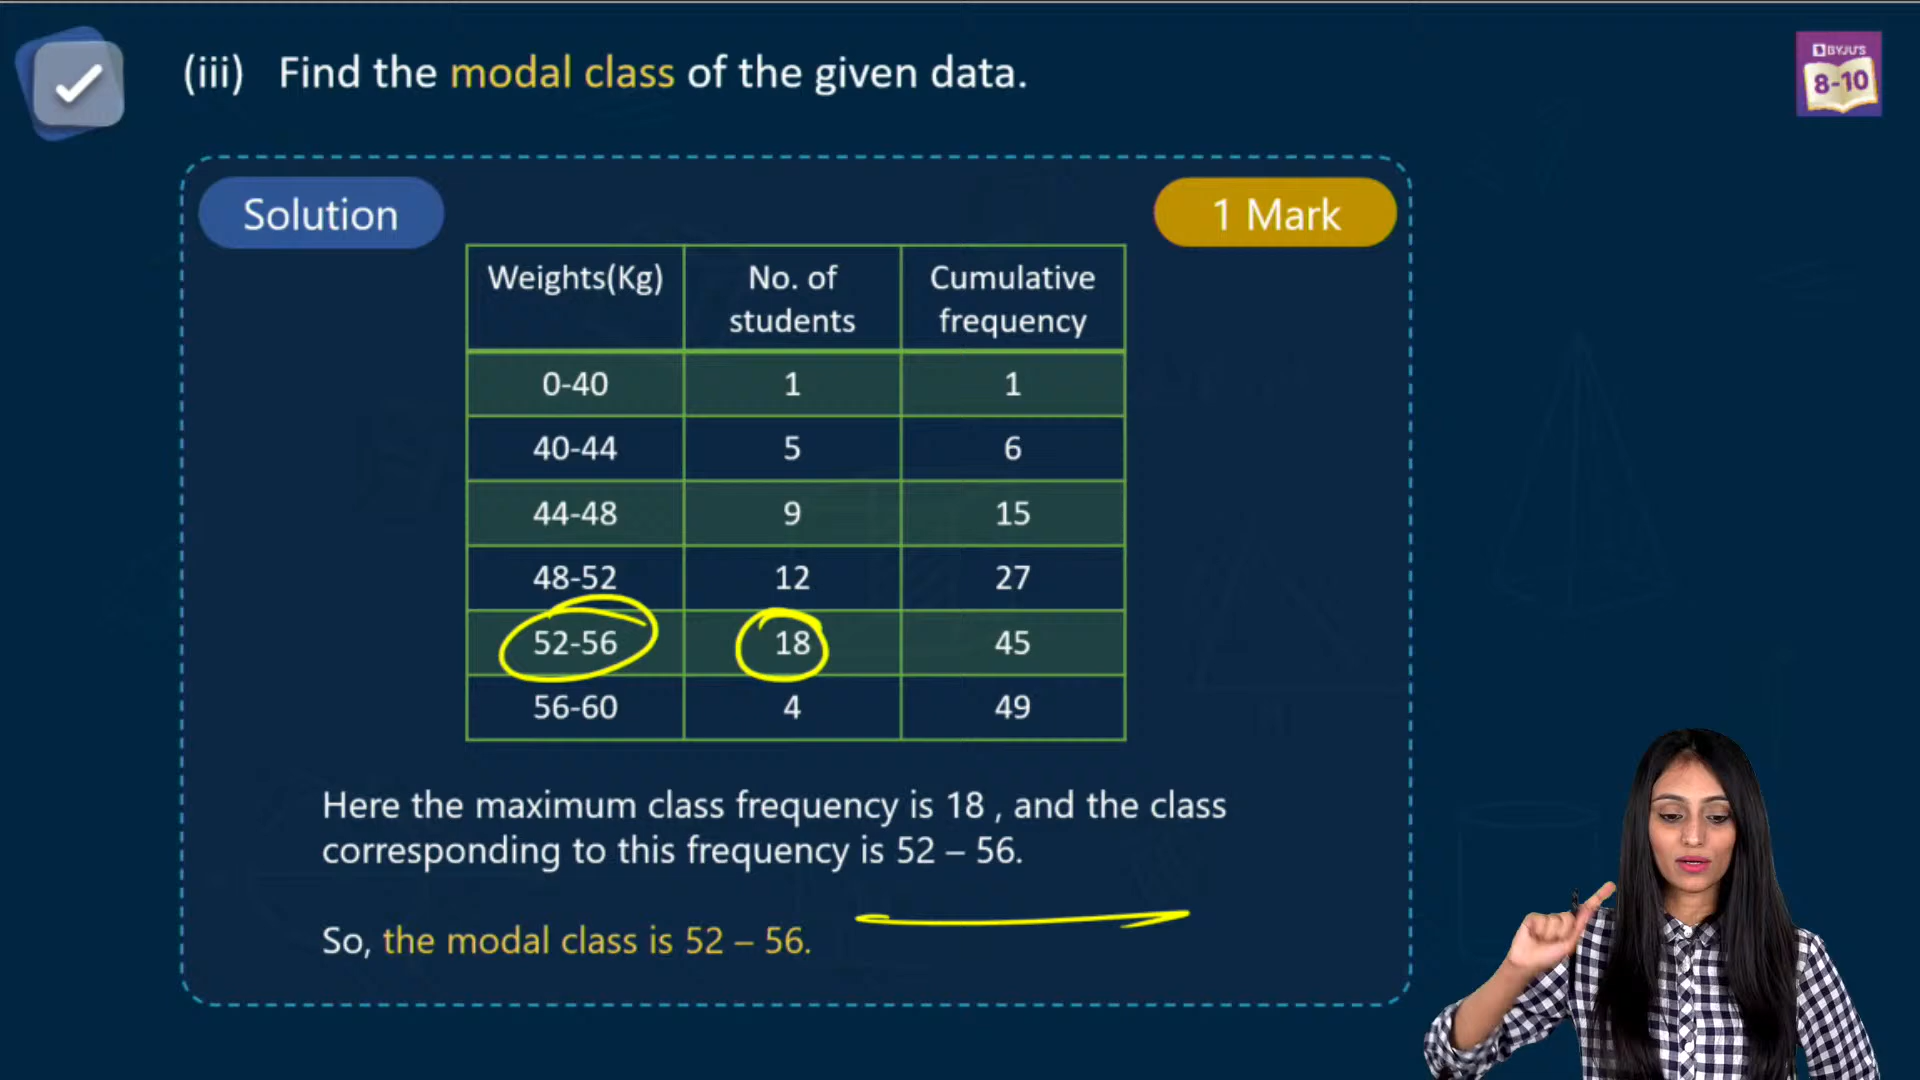 (iii) Find the modal class of the given data.
BYJU'S
8-10
Solution
1 Mark
Weights(Kg) No. of students Cumulative frequency
0-40 1 1
40-44 5 6
44-48 9 15
48-52 12 27
52-56 18 45
56-60 4 49
Here the maximum class frequency is 18 , and the class
corresponding to this frequency is 52 – 56.
So, the modal class is 52 – 56.